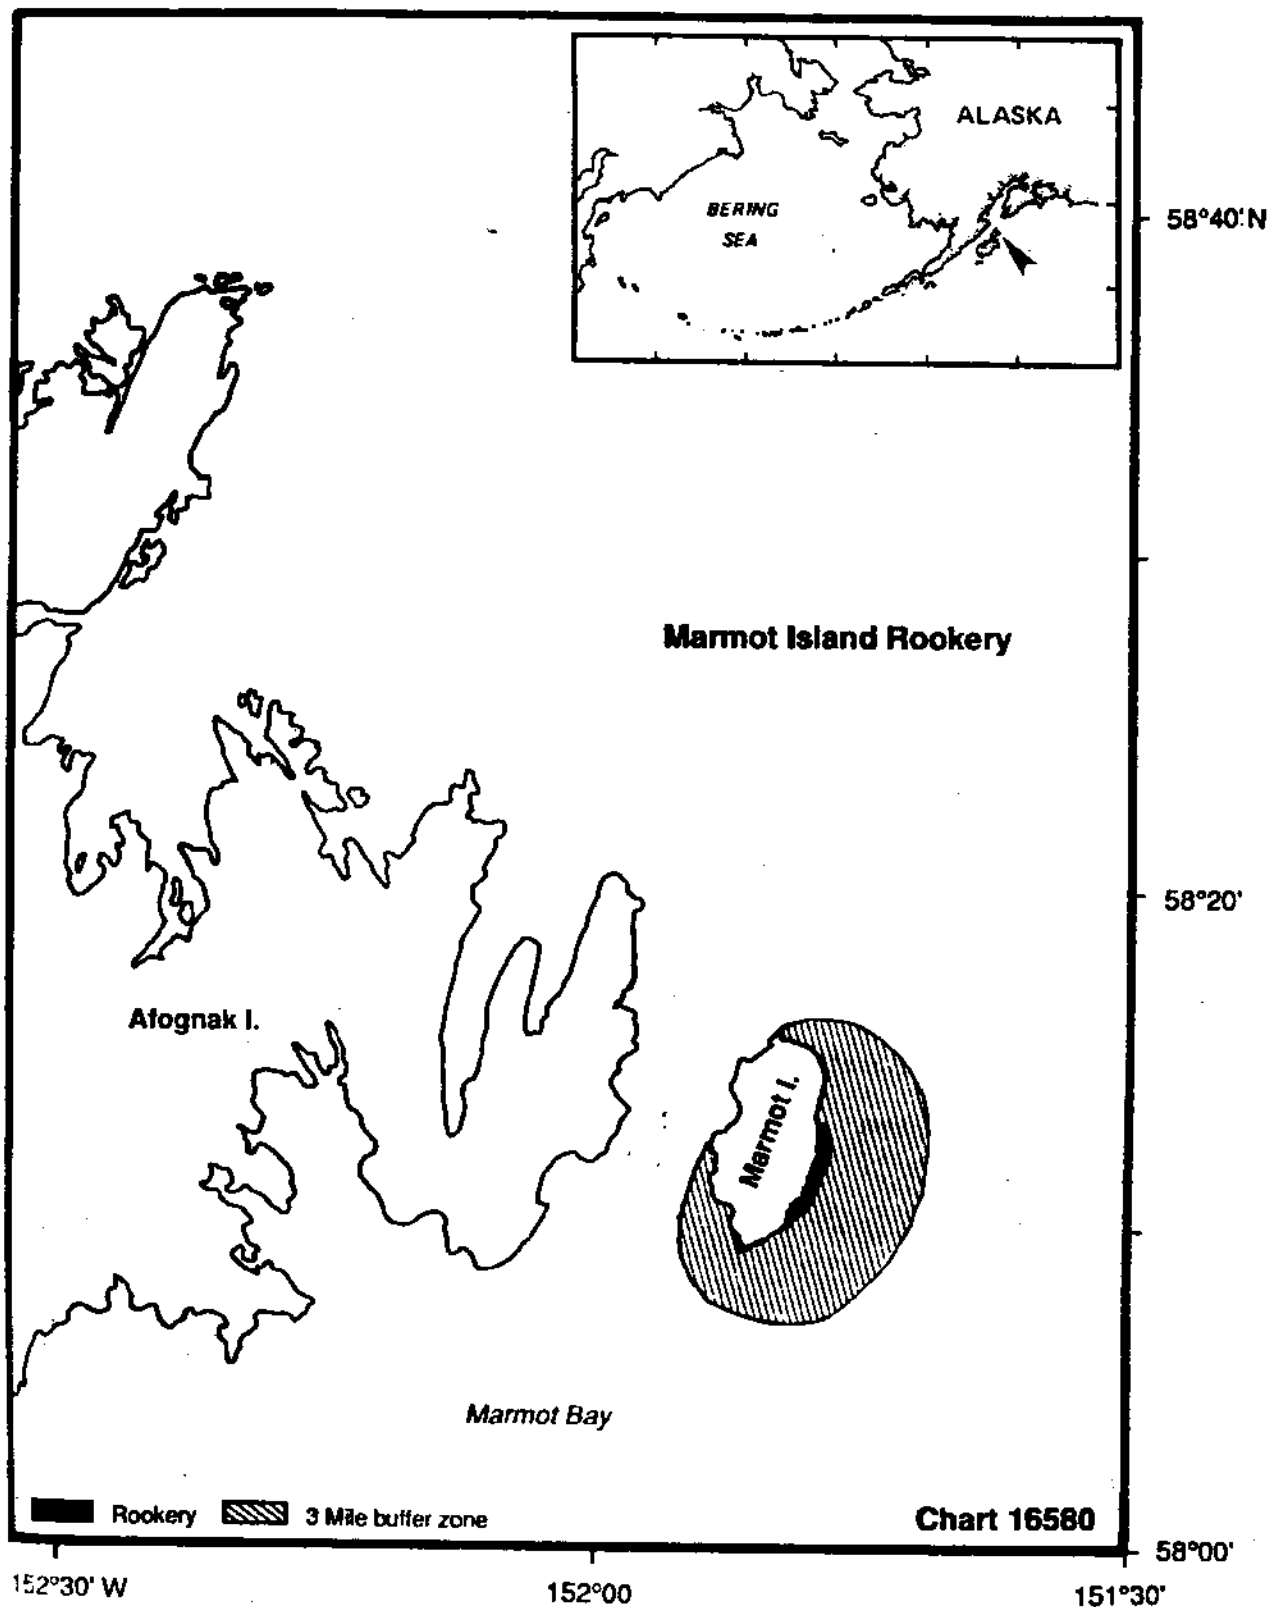 ALASKA
BERING
SEA
58°40'N
Marmot Island Rookery
58°20'
Afognak I.
Marmot I.
Marmot Bay
Rookery
3 Mile buffer zone
Chart 16580
58°00'
152°30' W
152°00
151°30'